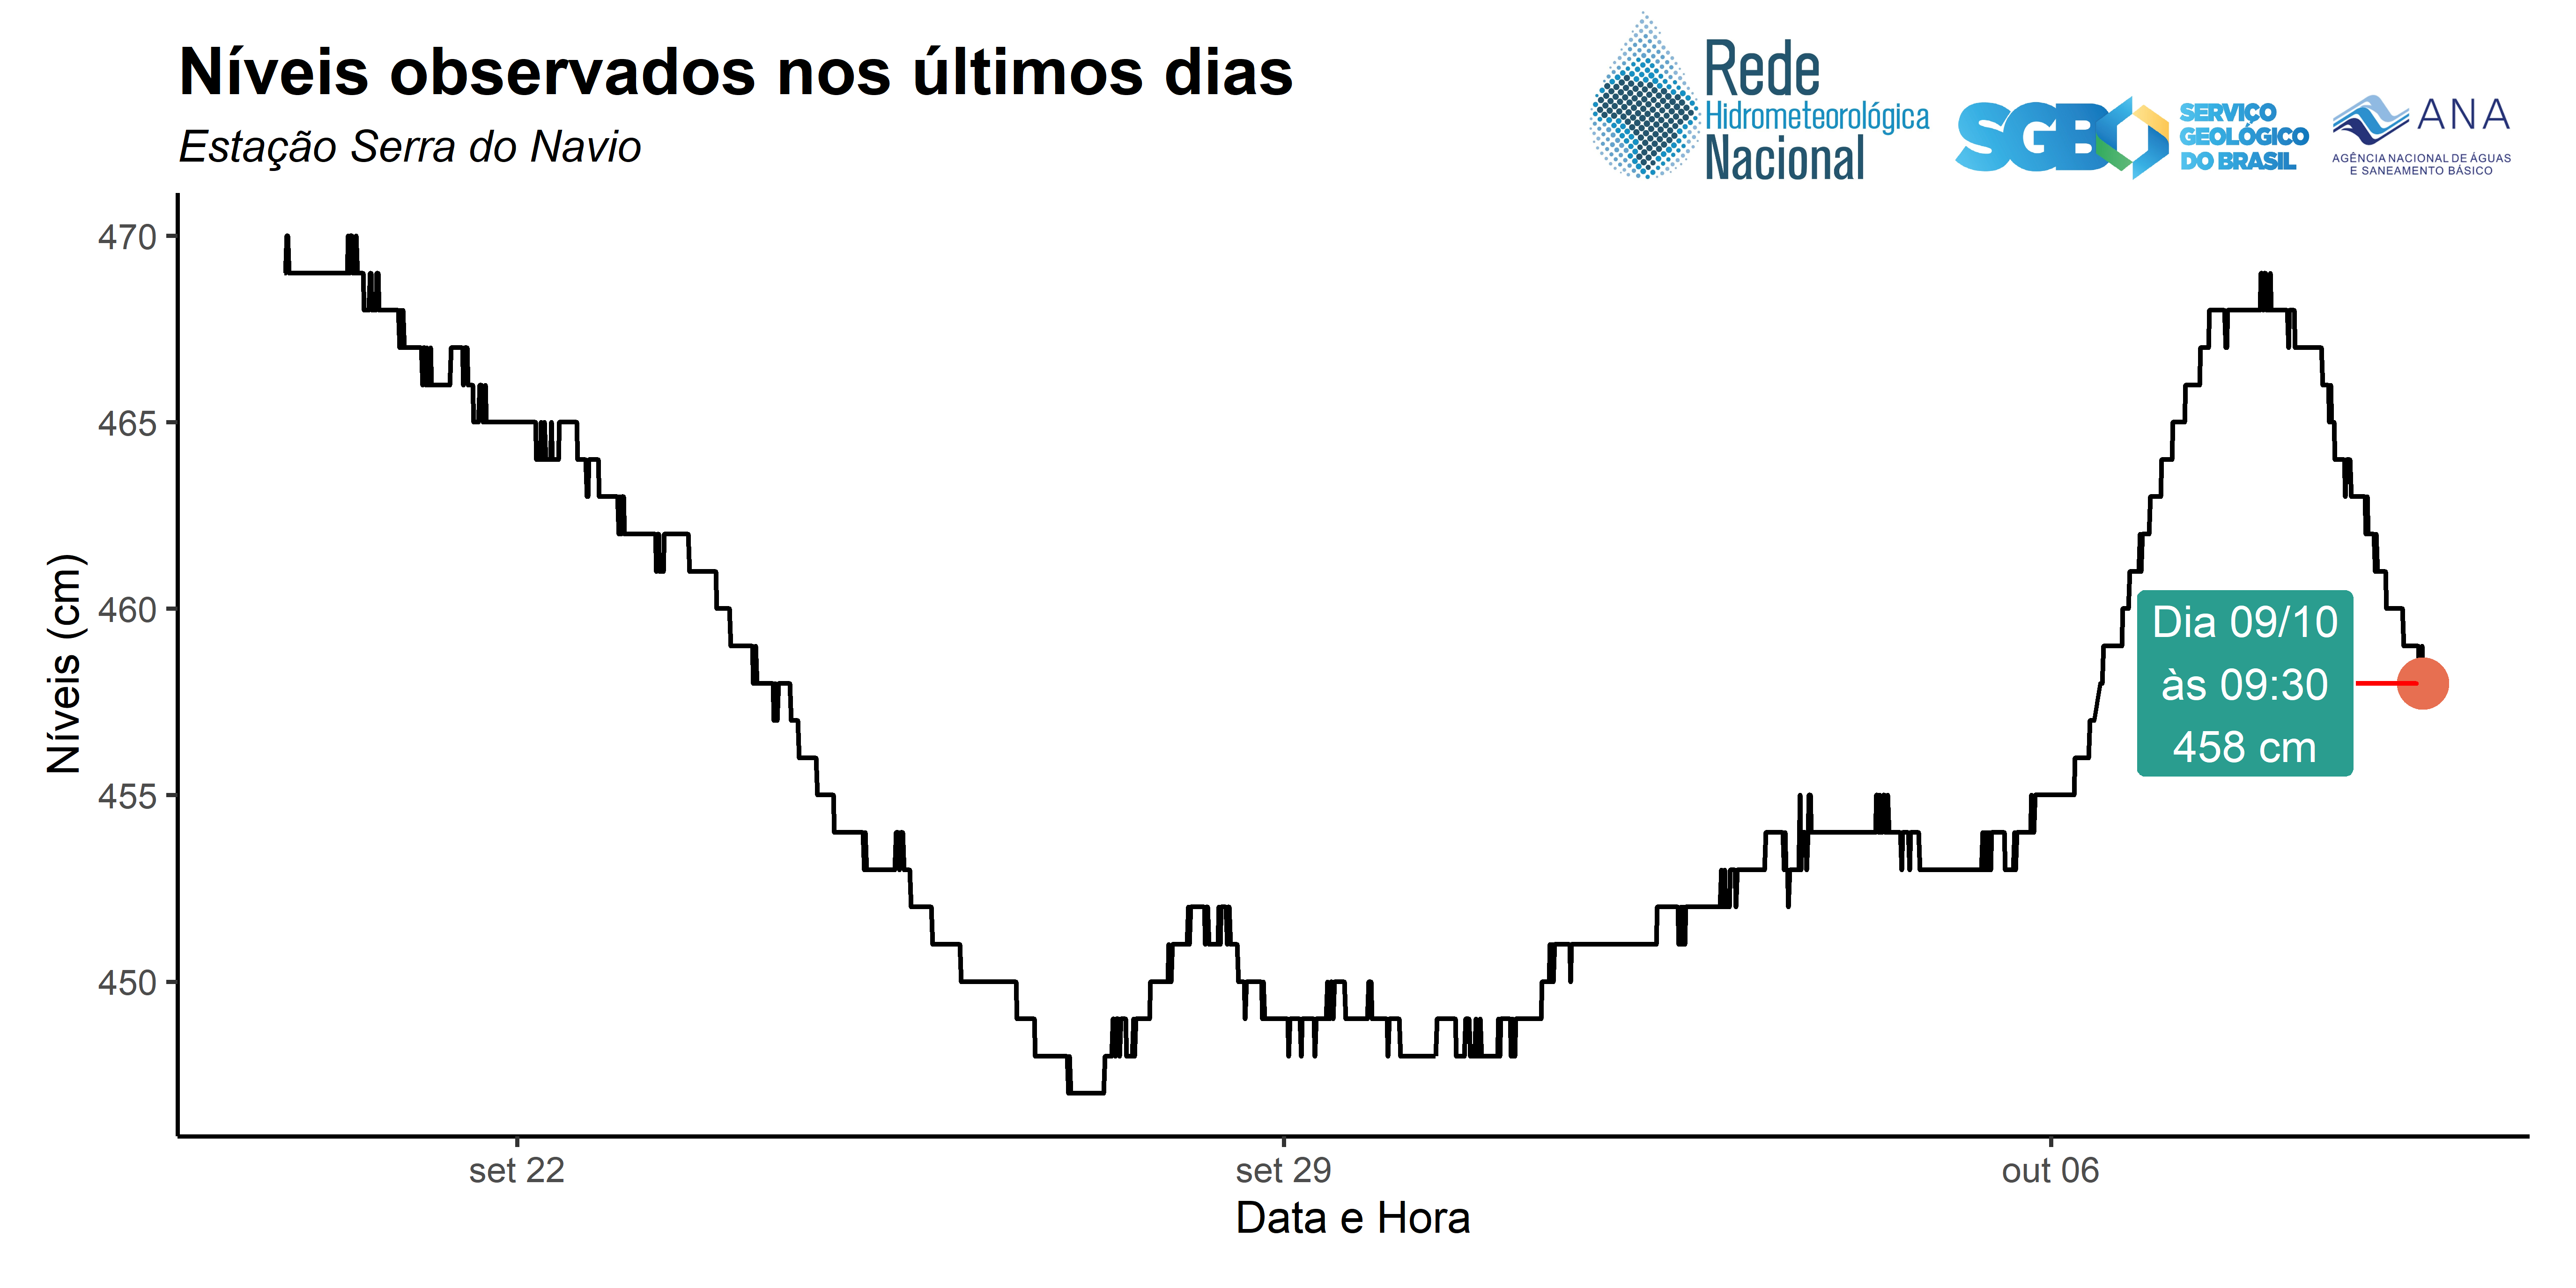 Níveis observados nos últimos dias
Estação Serra do Navio
Rede
Hidrometeorológica
Nacional
SGB
SERVIÇO
GEOLÓGICO
DO BRASIL
ANA
AGÊNCIA NACIONAL DE ÁGUAS
E SANEAMENTO BÁSICO
Níveis (cm)
470
465
460
455
450
Dia 09/10
às 09:30
458 cm
set 22
set 29
out 06
Data e Hora